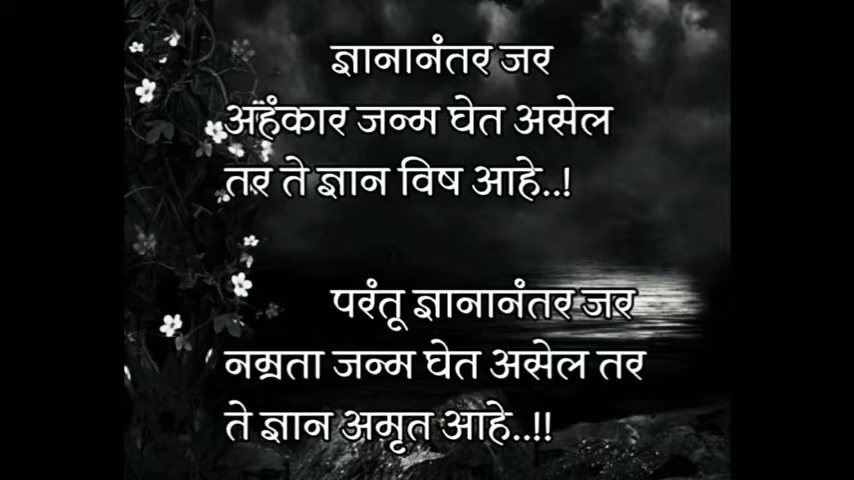 ज्ञानानंतर जर
अहंकार जन्म घेत असेल
तर ते ज्ञान विष आहे..!
परंतू ज्ञानानंतर जर
नम्रता जन्म घेत असेल तर
ते ज्ञान अमृत आहे..!!